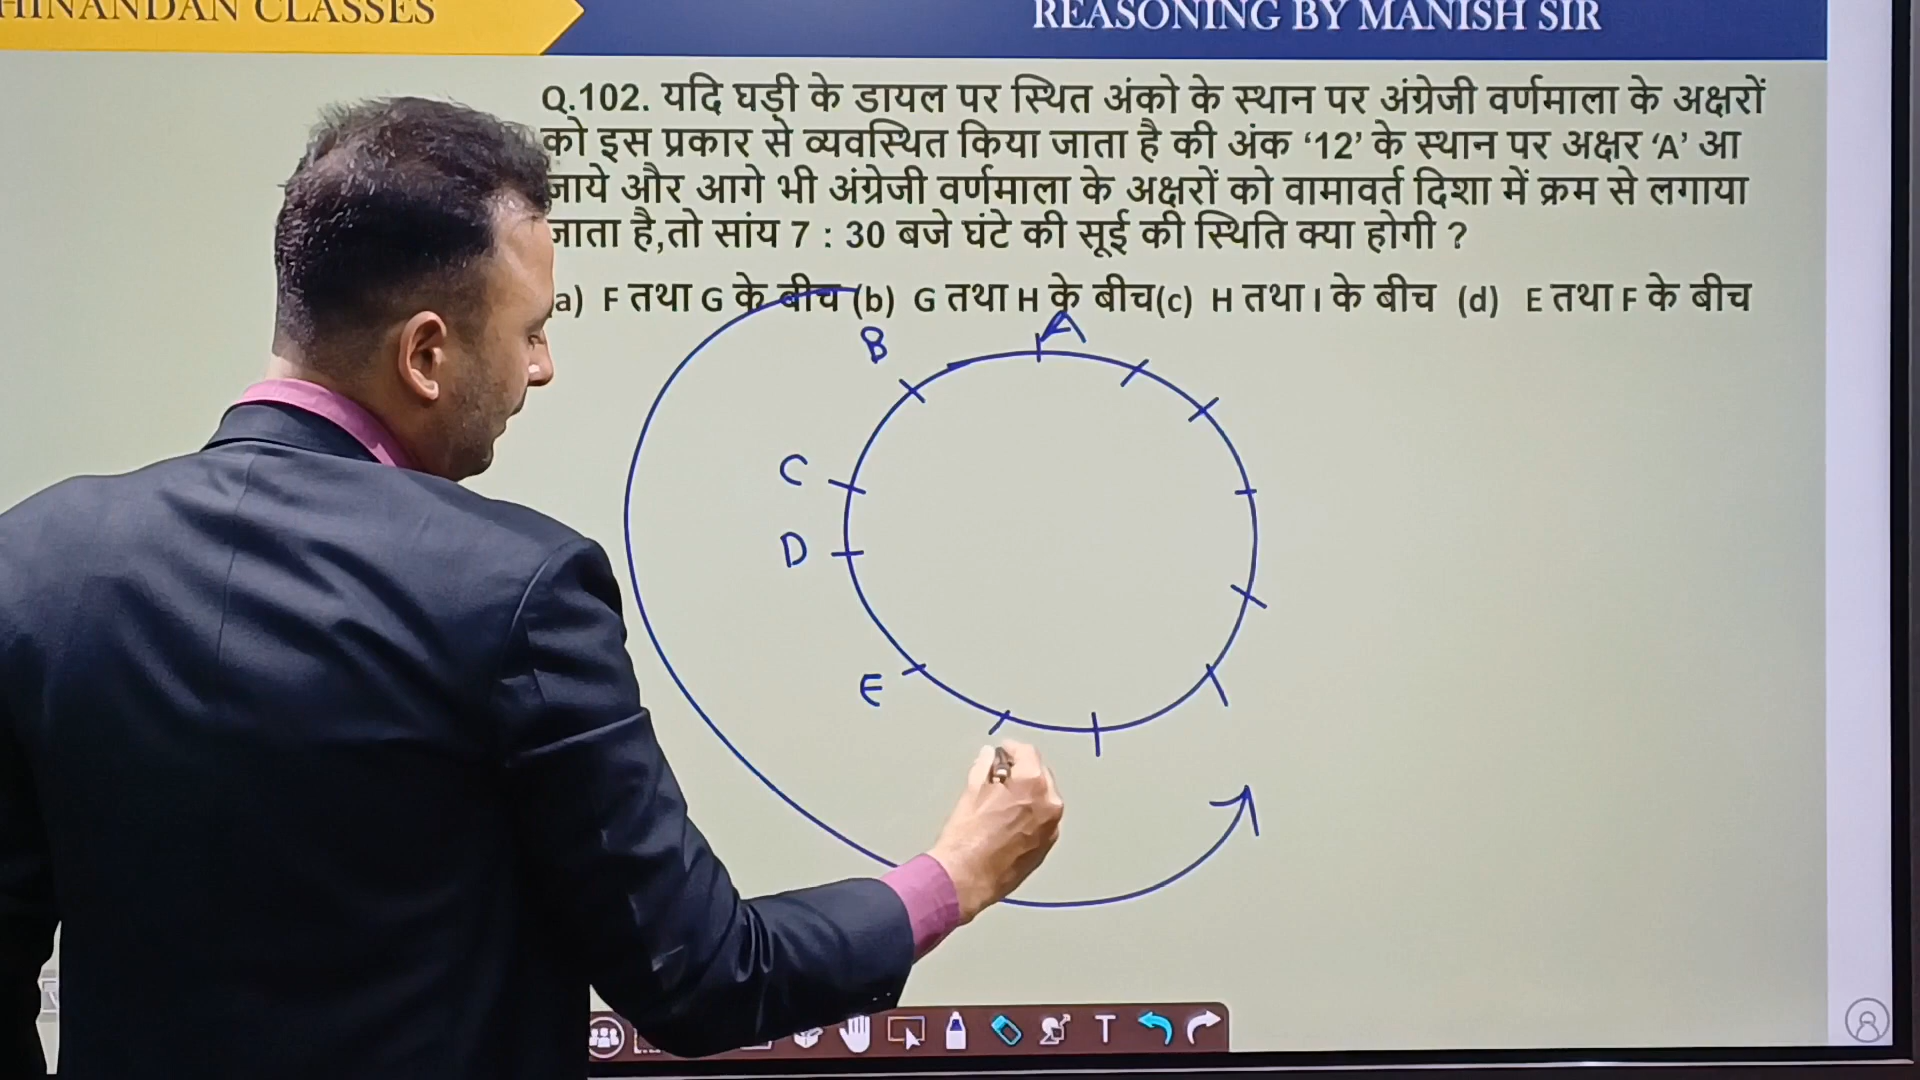 HINANDAN CLASSES
REASONING BY MANISH SIR
Q.102. यदि घड़ी के डायल पर स्थित अंको के स्थान पर अंग्रेजी वर्णमाला के अक्षरों
को इस प्रकार से व्यवस्थित किया जाता है की अंक ‘12’ के स्थान पर अक्षर ‘A’ आ
जाये और आगे भी अंग्रेजी वर्णमाला के अक्षरों को वामावर्त दिशा में क्रम से लगाया
जाता है,तो सांय 7 : 30 बजे घंटे की सूई की स्थिति क्या होगी ?
a) F तथा G के बीच (b) G तथा H के बीच(c) H तथा I के बीच (d) E तथा F के बीच
A
B
C
D
E
T